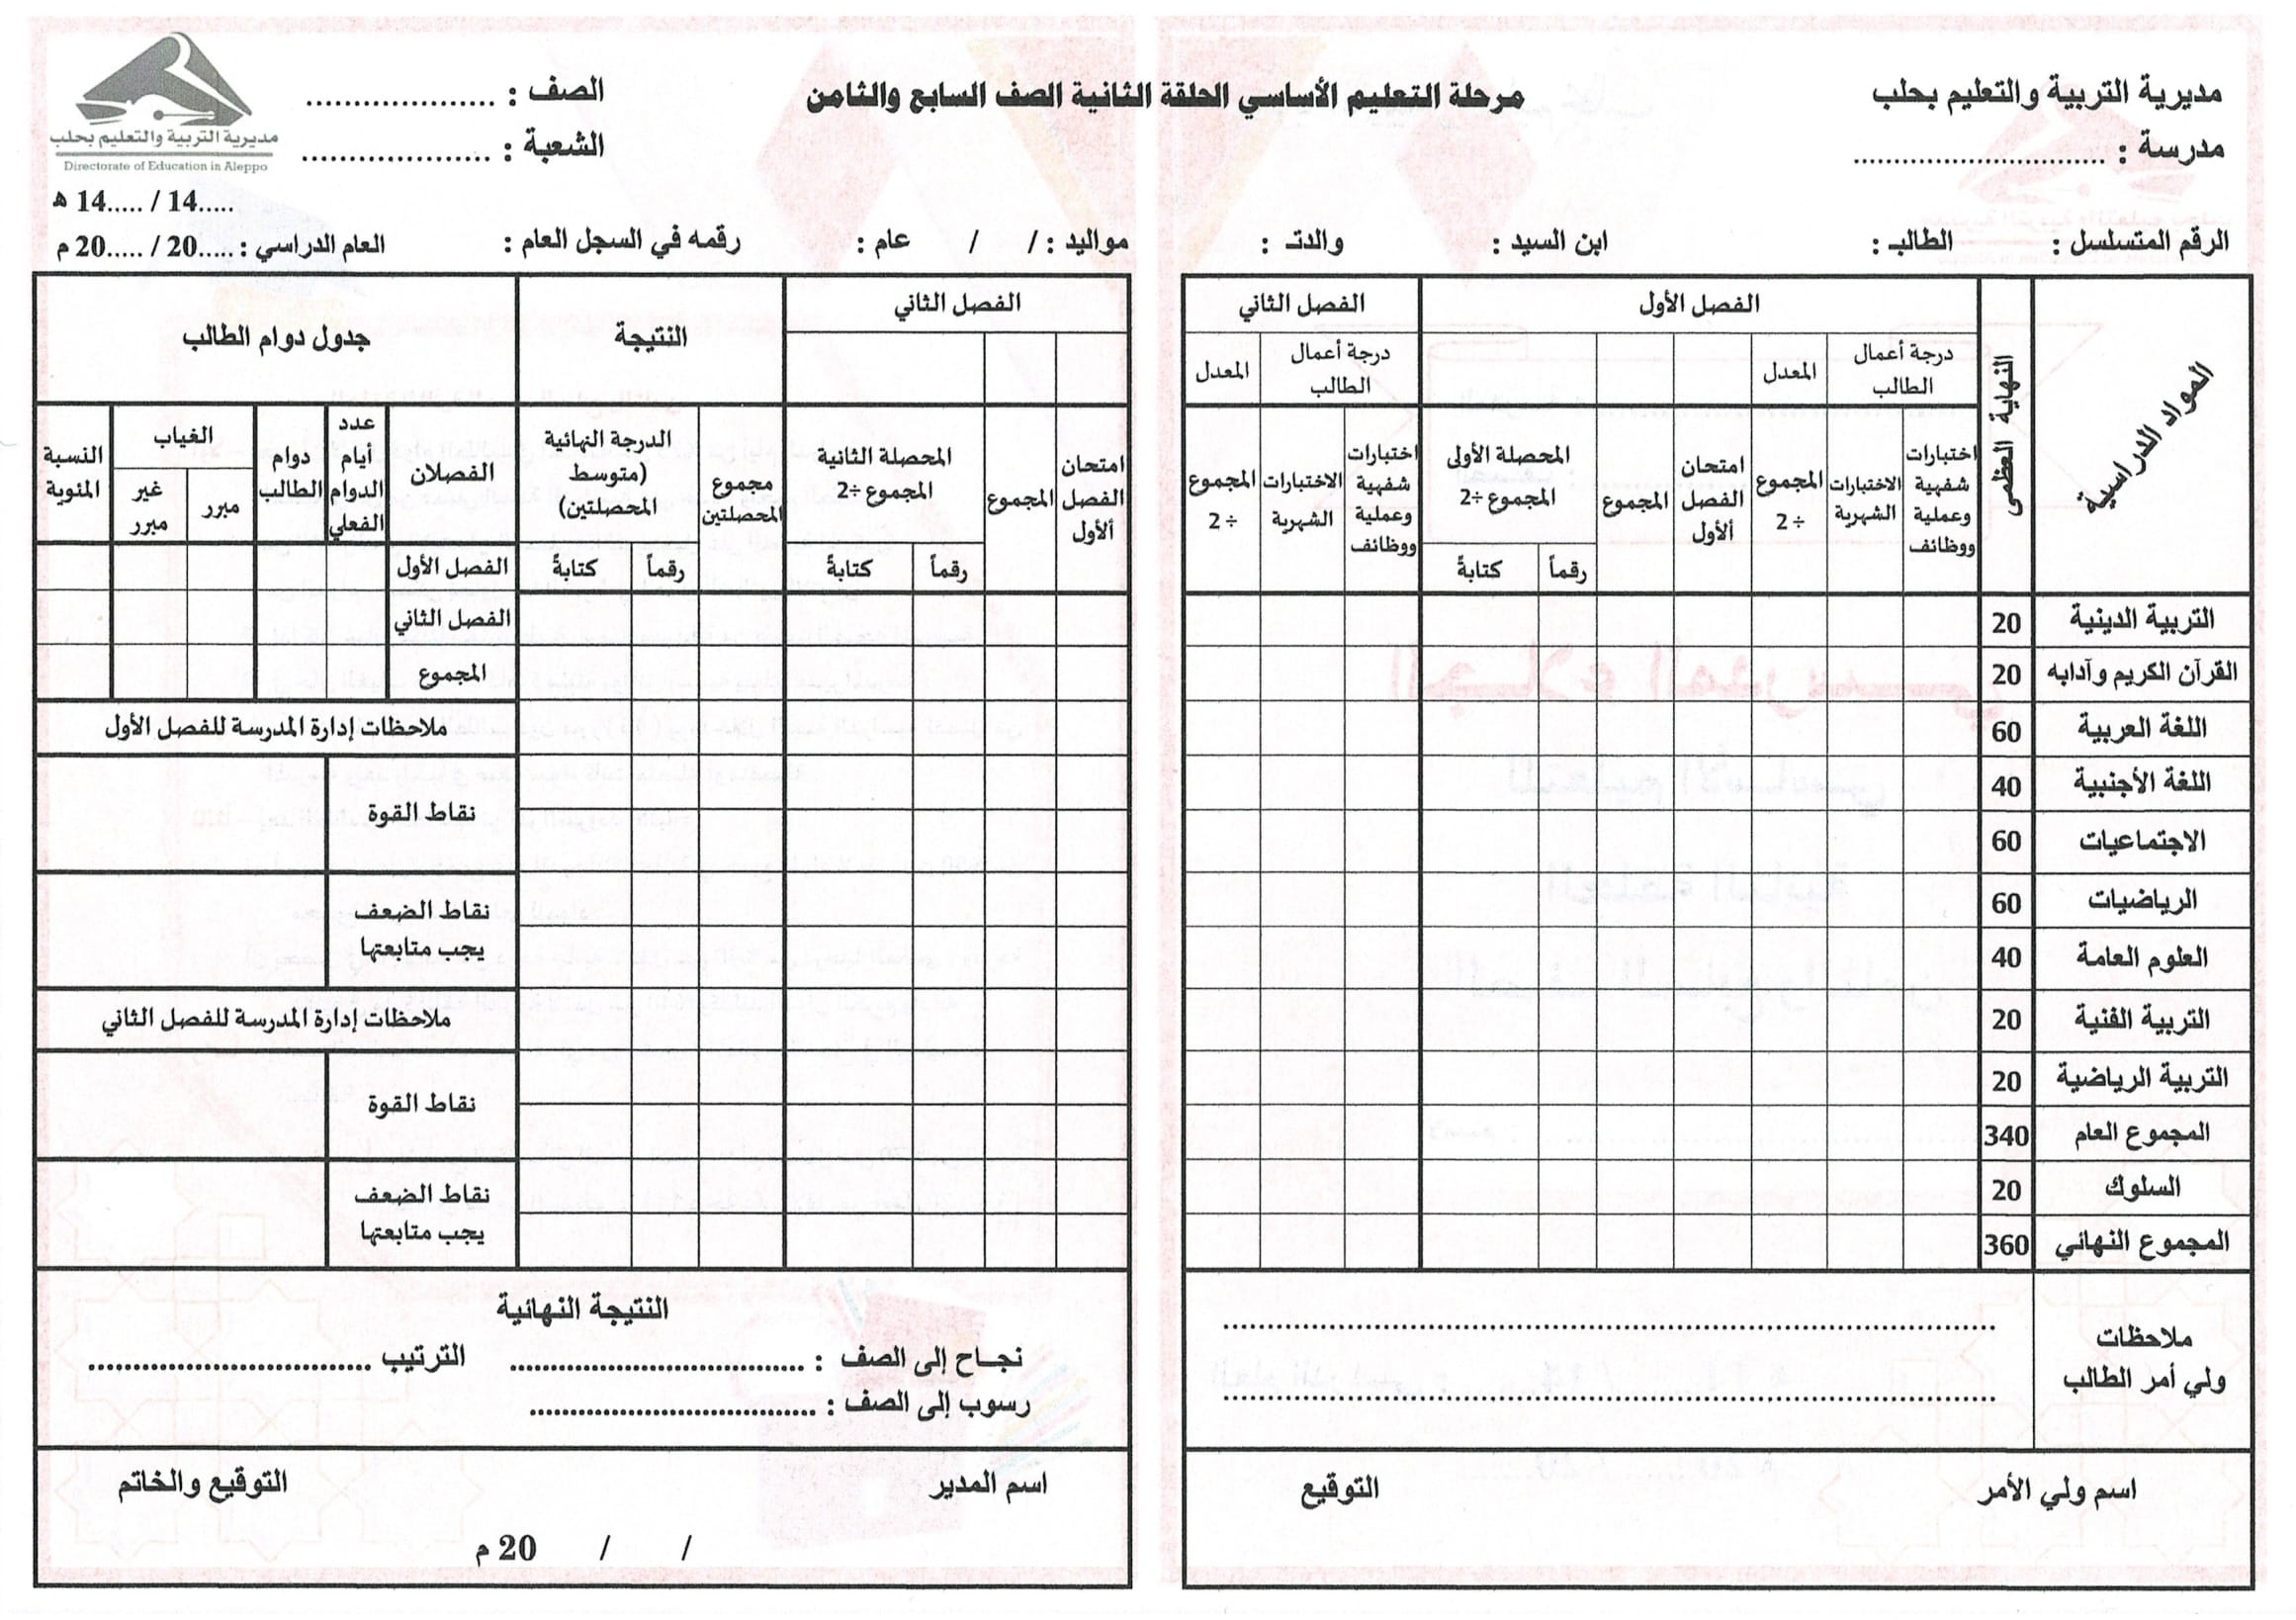 مديرية التربية والتعليم بحلب
مدرسة : ................................
مرحلة التعليم الأساسي الحلقة الثانية الصف السابع والثامن
الصف : ....................
الشعبة : ....................
مديرية التربية والتعليم بحلب
Directorate of Education in Aleppo
.....14 / .....14 ه
الرقم المتسلسل : الطالبـ : ابن السيد : والدتـ : مواليد : / / عام : رقمه في السجل العام : العام الدراسي : .....20 / .....20 م
المواد الدراسية
النهاية العظمى
الفصل الأول
الفصل الثاني
درجة أعمال الطالب
المعدل
درجة أعمال الطالب
المعدل
اختبارات شفهية وعملية ووظائف
الاختبارات الشهرية
المجموع ÷ 2
امتحان الفصل الأول
المجموع
المحصلة الأولى المجموع ÷2
رقماً
كتابةً
اختبارات شفهية وعملية ووظائف
الاختبارات الشهرية
المجموع ÷ 2
التربية الدينية 20
القرآن الكريم وآدابه 20
اللغة العربية 60
اللغة الأجنبية 40
الاجتماعيات 60
الرياضيات 60
العلوم العامة 40
التربية الفنية 20
التربية الرياضية 20
المجموع العام 340
السلوك 20
المجموع النهائي 360
ملاحظات
ولي أمر الطالب
اسم ولي الأمر
التوقيع
الفصل الثاني
النتيجة
جدول دوام الطالب
امتحان الفصل ألأول
المجموع
المحصلة الثانية المجموع ÷2
رقماً
كتابةً
مجموع المحصلتين
الدرجة النهائية (متوسط المحصلتين)
رقماً
كتابةً
الفصلان
عدد أيام الدوام الفعلي
دوام الطالب
الغياب
مبرر
غير مبرر
النسبة المئوية
الفصل الأول
الفصل الثاني
المجموع
ملاحظات إدارة المدرسة للفصل الأول
نقاط القوة
نقاط الضعف
يجب متابعتها
ملاحظات إدارة المدرسة للفصل الثاني
نقاط القوة
نقاط الضعف
يجب متابعتها
النتيجة النهائية
نجـاح إلى الصف : ................................ الترتيب ................................
رسوب إلى الصف : ................................
اسم المدير
التوقيع والخاتم
/ / 20 م